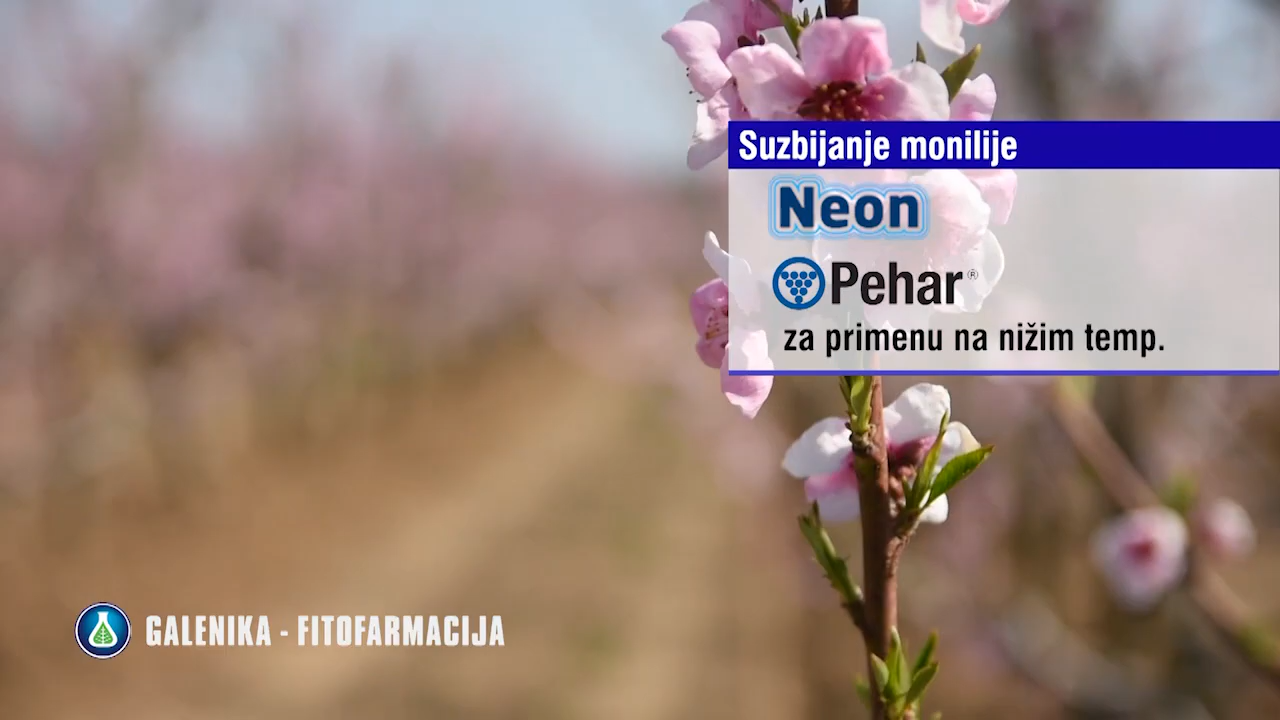 Suzbijanje monilije
Neon
Pehar®
za primenu na nižim temp.
GALENIKA - FITOFARMACIJA